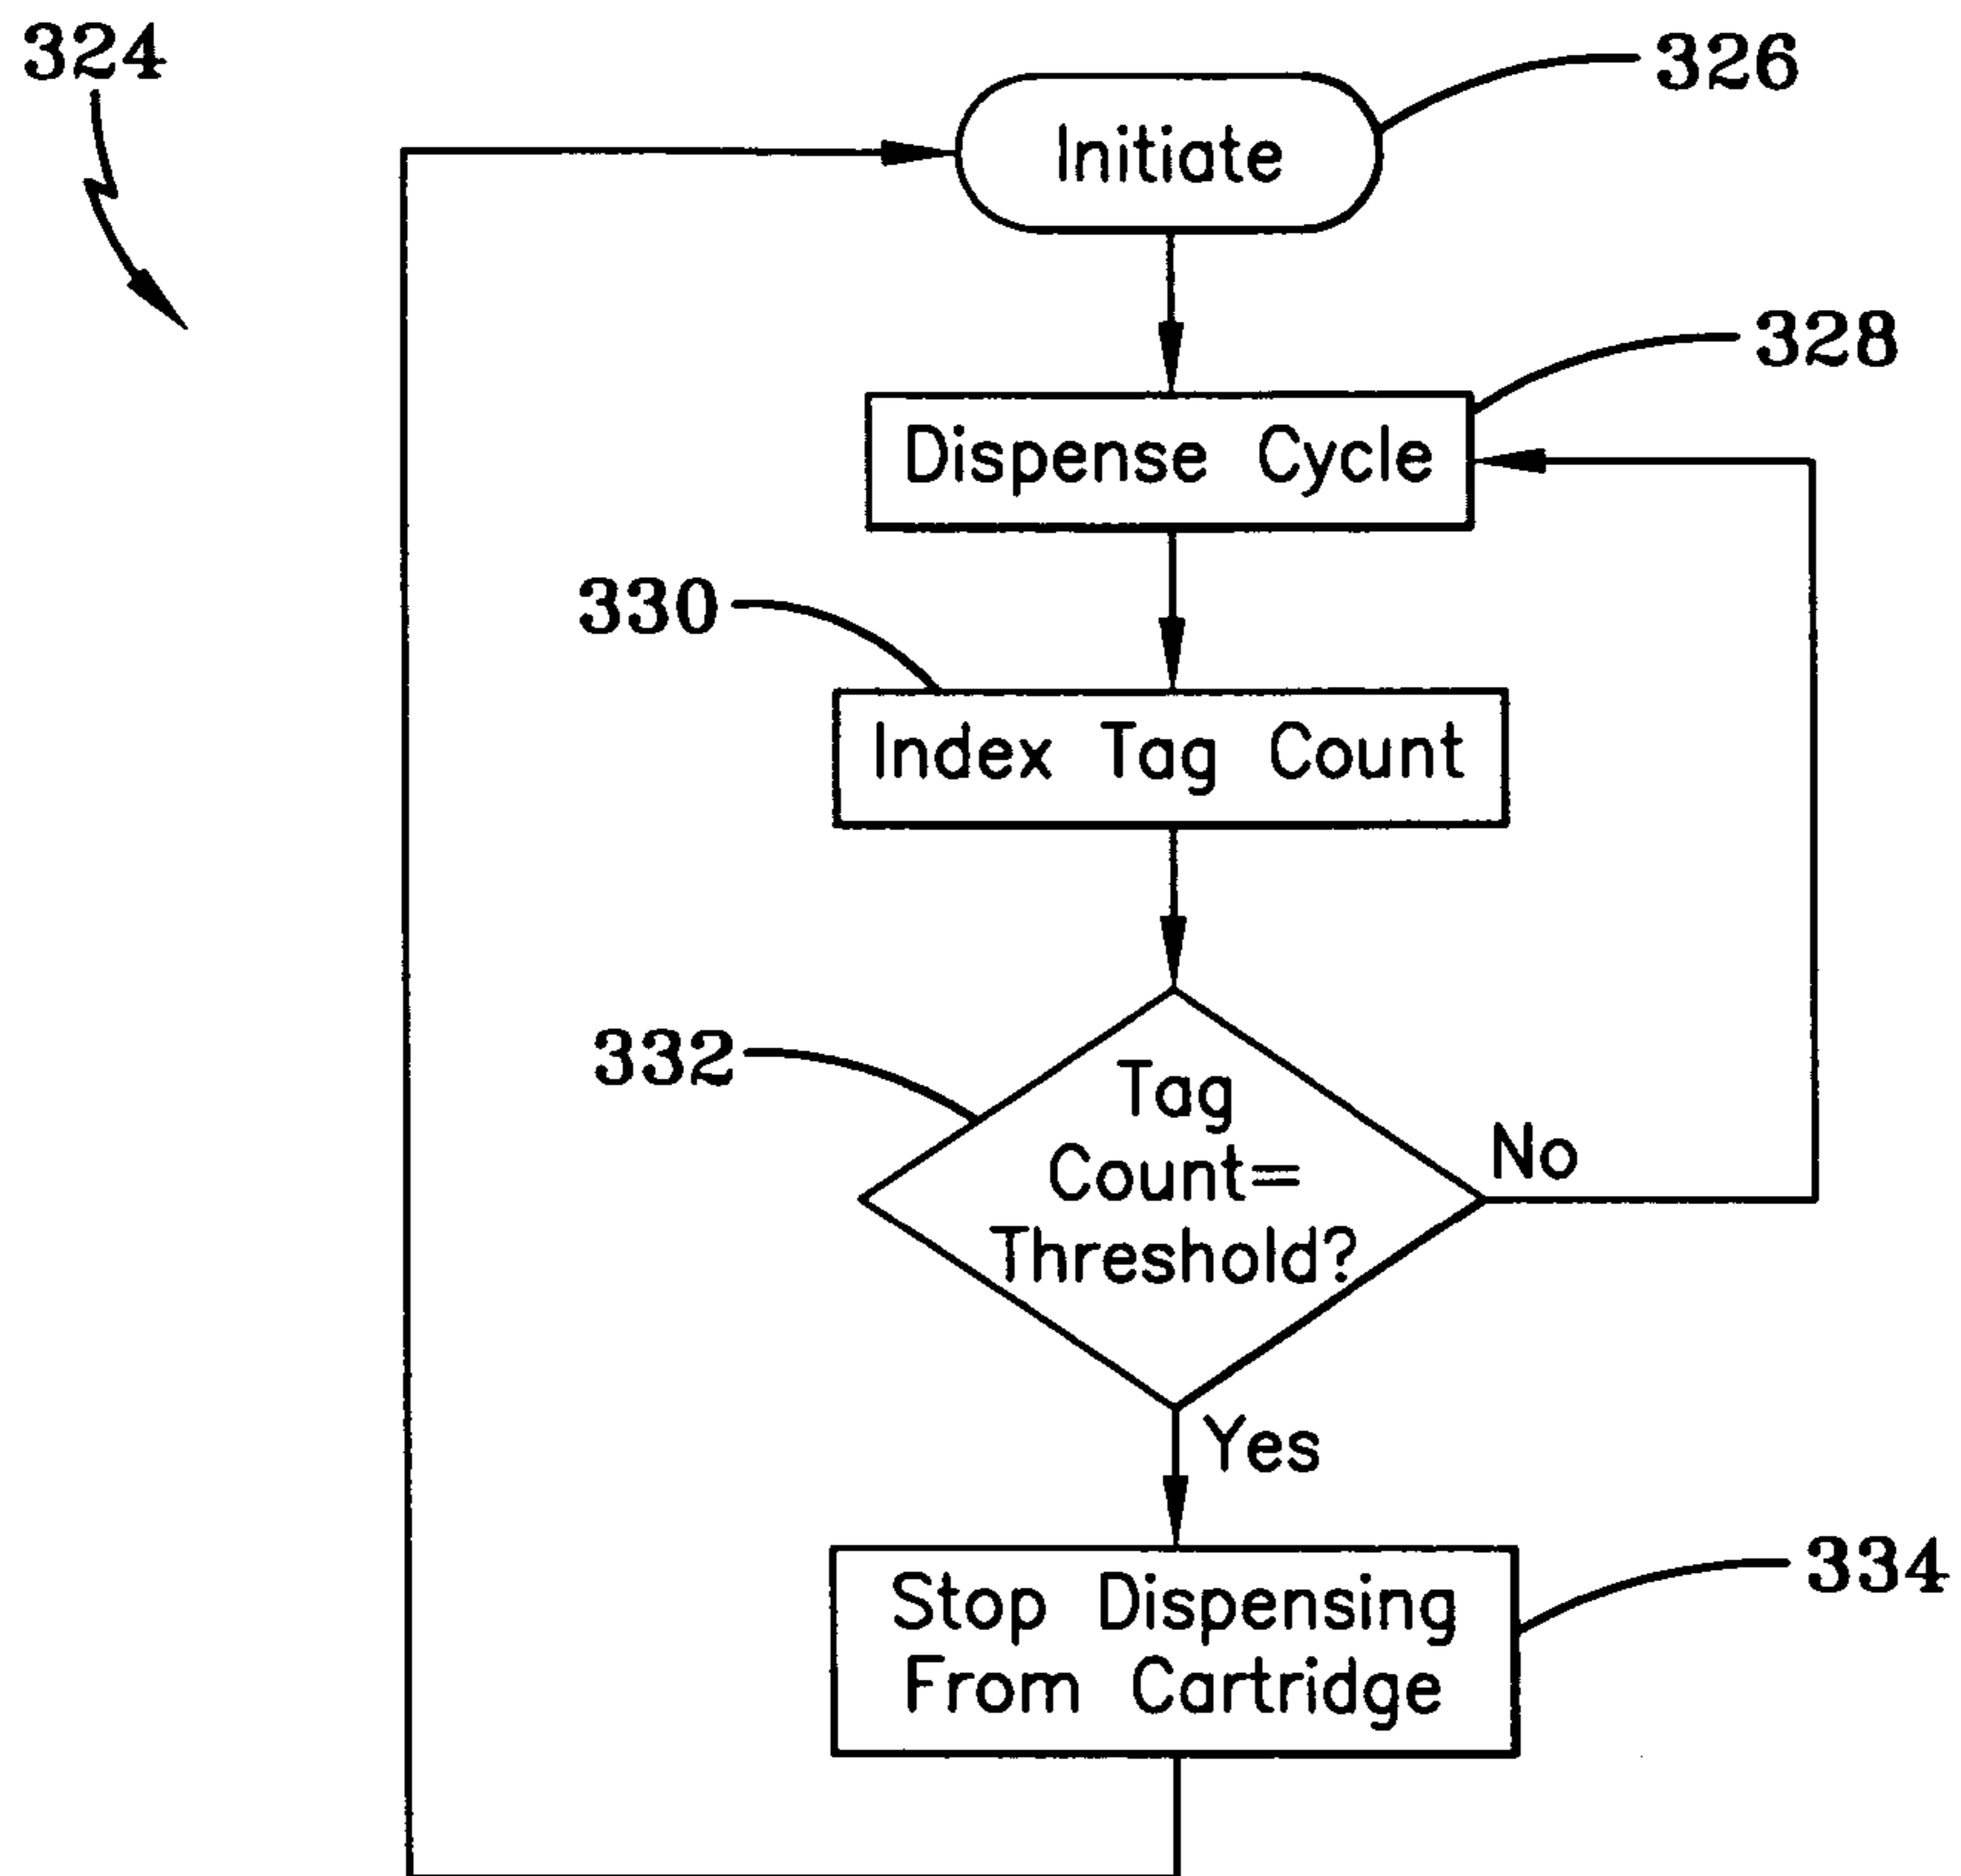 324
326
Initiate
328
Dispense Cycle
330
Index Tag Count
332
Tag
Count=
Threshold?
No
Yes
334
Stop Dispensing
From Cartridge